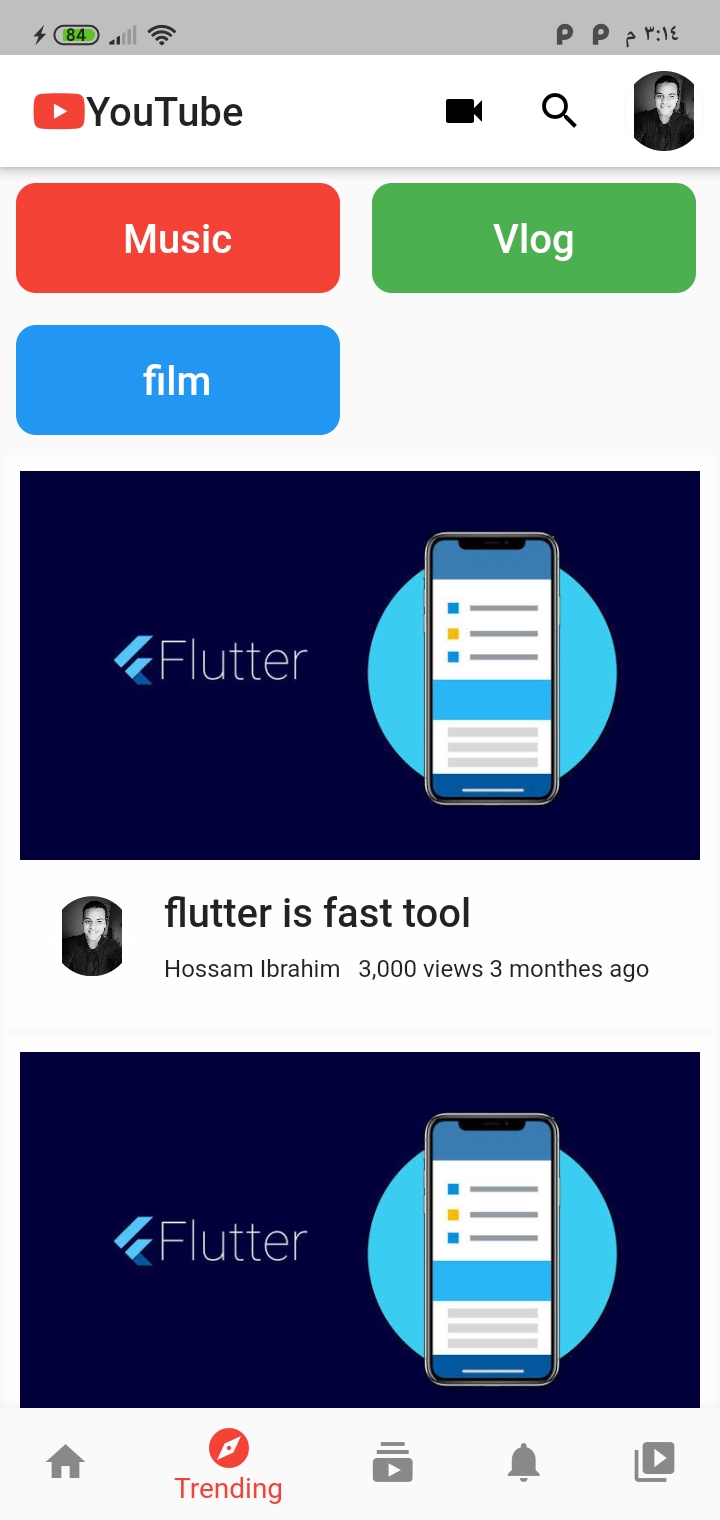 84 م ٣:١٤
YouTube
Music Vlog
film
Flutter
flutter is fast tool
Hossam Ibrahim 3,000 views 3 monthes ago
Flutter
Trending